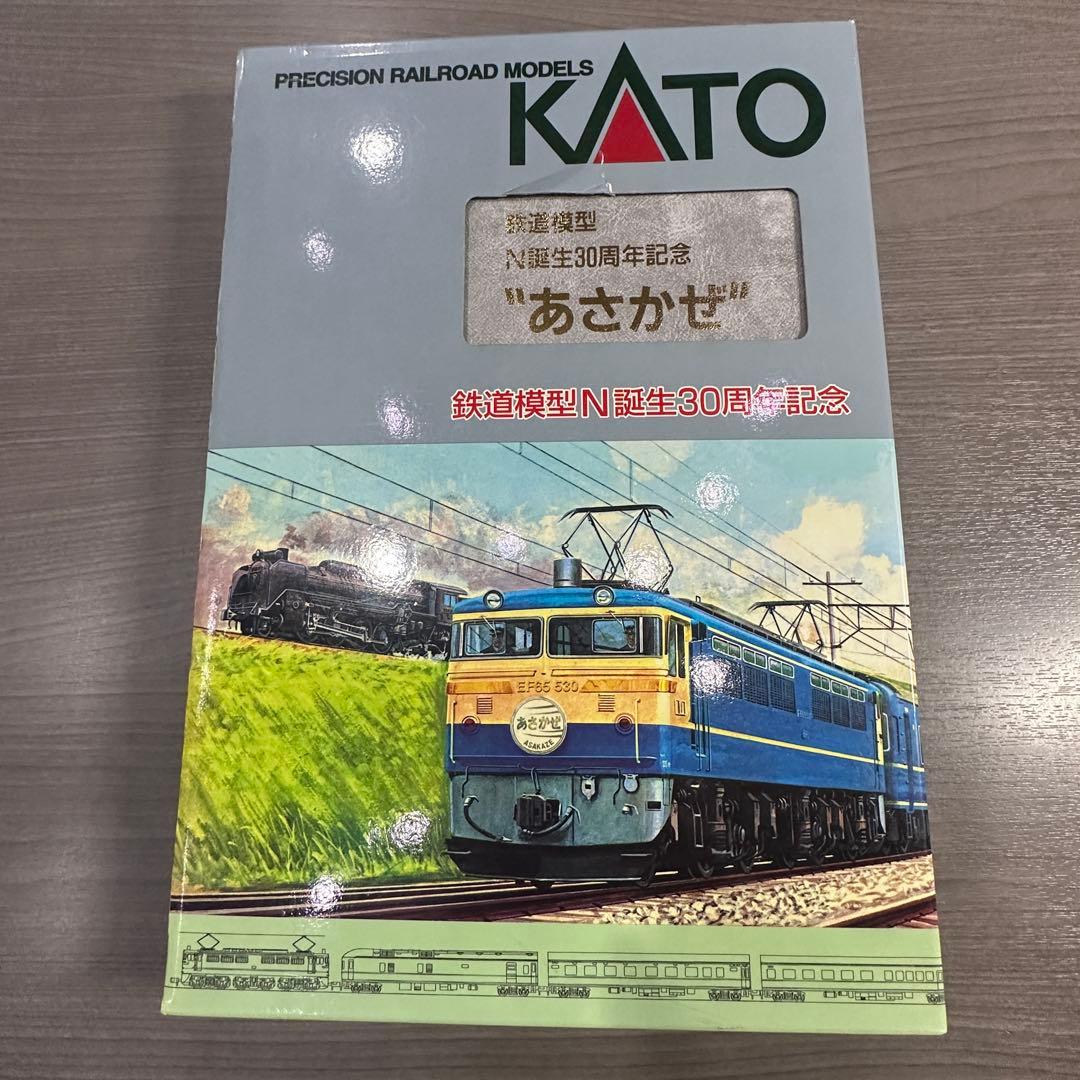 PRECISION RAILROAD MODELS
KATO
鉄道模型
N誕生30周年記念
"あさかぜ"
鉄道模型N誕生30周年記念
EF65 530
あさかぜ
ASAKAZE